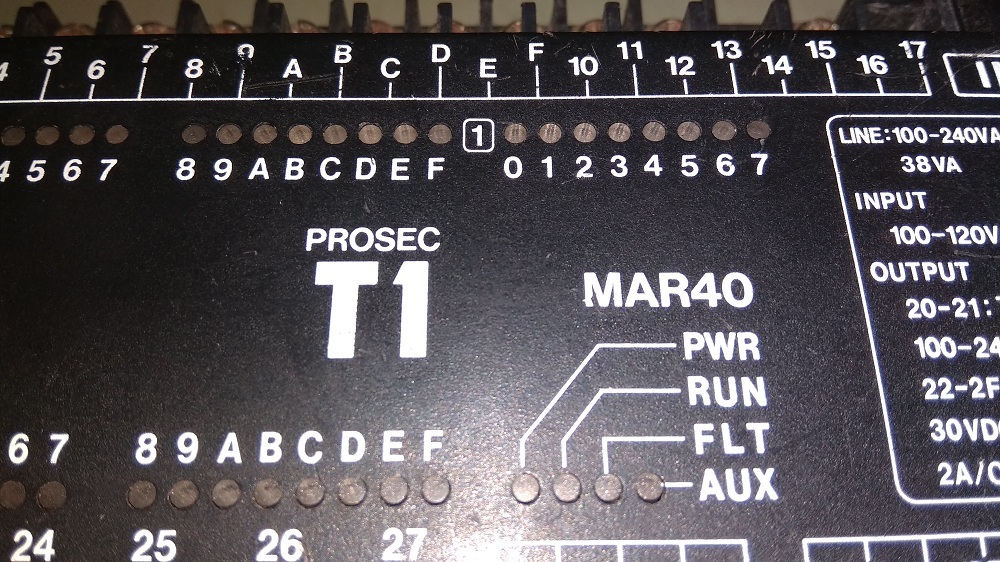 4 5 6 7 8 9 A B C D E F 10 11 12 13 14 15 16 17
1
4 5 6 7 8 9 A B C D E F 0 1 2 3 4 5 6 7
LINE:100-240VA
38VA
INPUT
100-120V
OUTPUT
20-21:
100-24
22-2F
30VD
2A/
PROSEC
T1
MAR40
PWR
RUN
FLT
AUX
6 7 8 9 A B C D E F
24 25 26 27